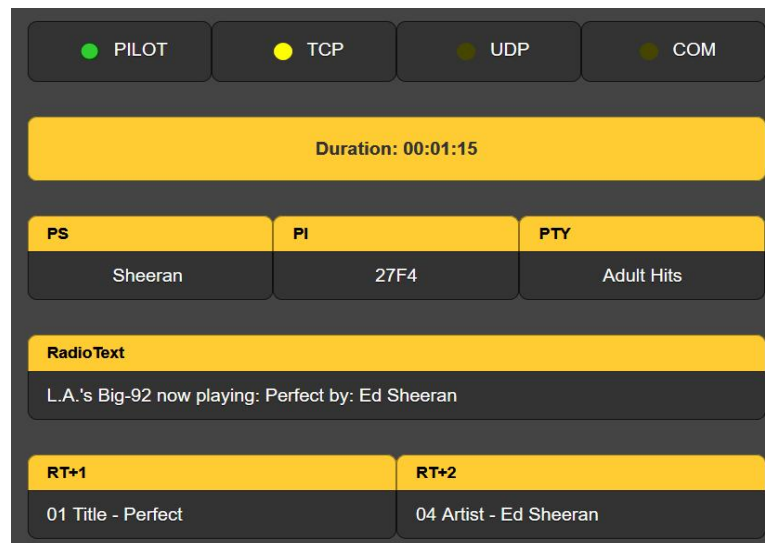 PILOT TCP UDP COM
Duration: 00:01:15
PS PI PTY
Sheeran 27F4 Adult Hits
RadioText
L.A.'s Big-92 now playing: Perfect by: Ed Sheeran
RT+1 RT+2
01 Title - Perfect 04 Artist - Ed Sheeran